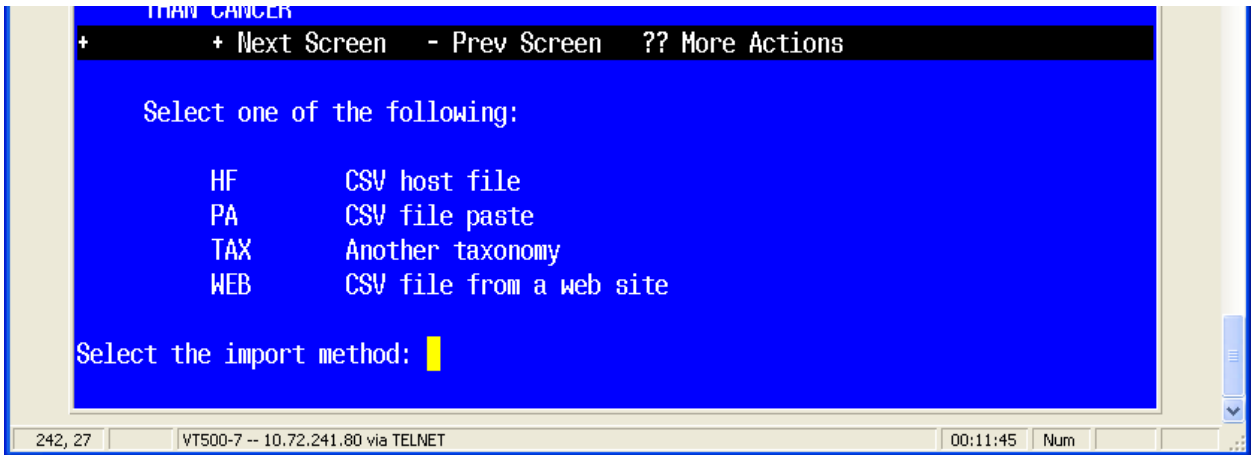 THAN CANCER
+ + Next Screen - Prev Screen ?? More Actions
Select one of the following:
HF CSV host file
PA CSV file paste
TAX Another taxonomy
WEB CSV file from a web site
Select the import method:
242, 27 VT500-7 -- 10.72.241.80 via TELNET 00:11:45 Num